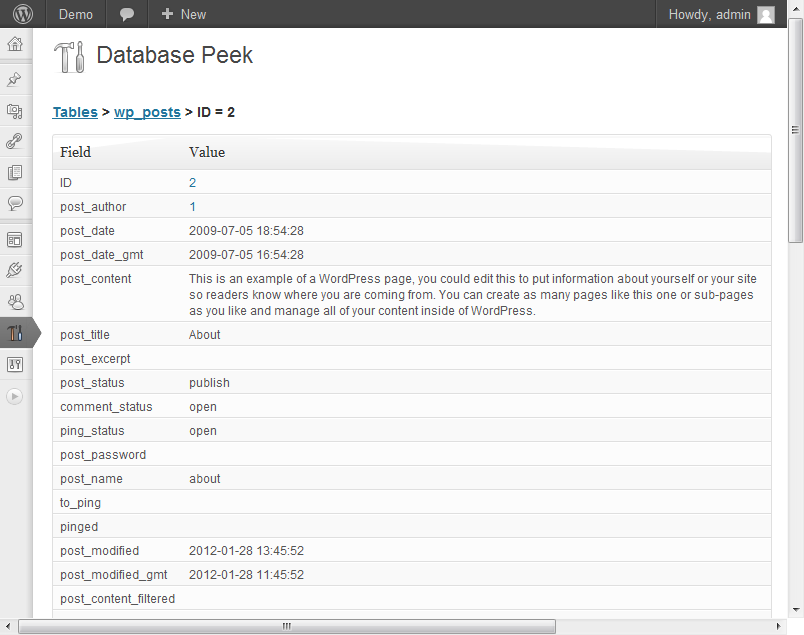 Demo New Howdy, admin
Database Peek
Tables > wp_posts > ID = 2
Field Value
ID 2
post_author 1
post_date 2009-07-05 18:54:28
post_date_gmt 2009-07-05 16:54:28
post_content This is an example of a WordPress page, you could edit this to put information about yourself or your site
so readers know where you are coming from. You can create as many pages like this one or sub-pages
as you like and manage all of your content inside of WordPress.
post_title About
post_excerpt
post_status publish
comment_status open
ping_status open
post_password
post_name about
to_ping
pinged
post_modified 2012-01-28 13:45:52
post_modified_gmt 2012-01-28 11:45:52
post_content_filtered